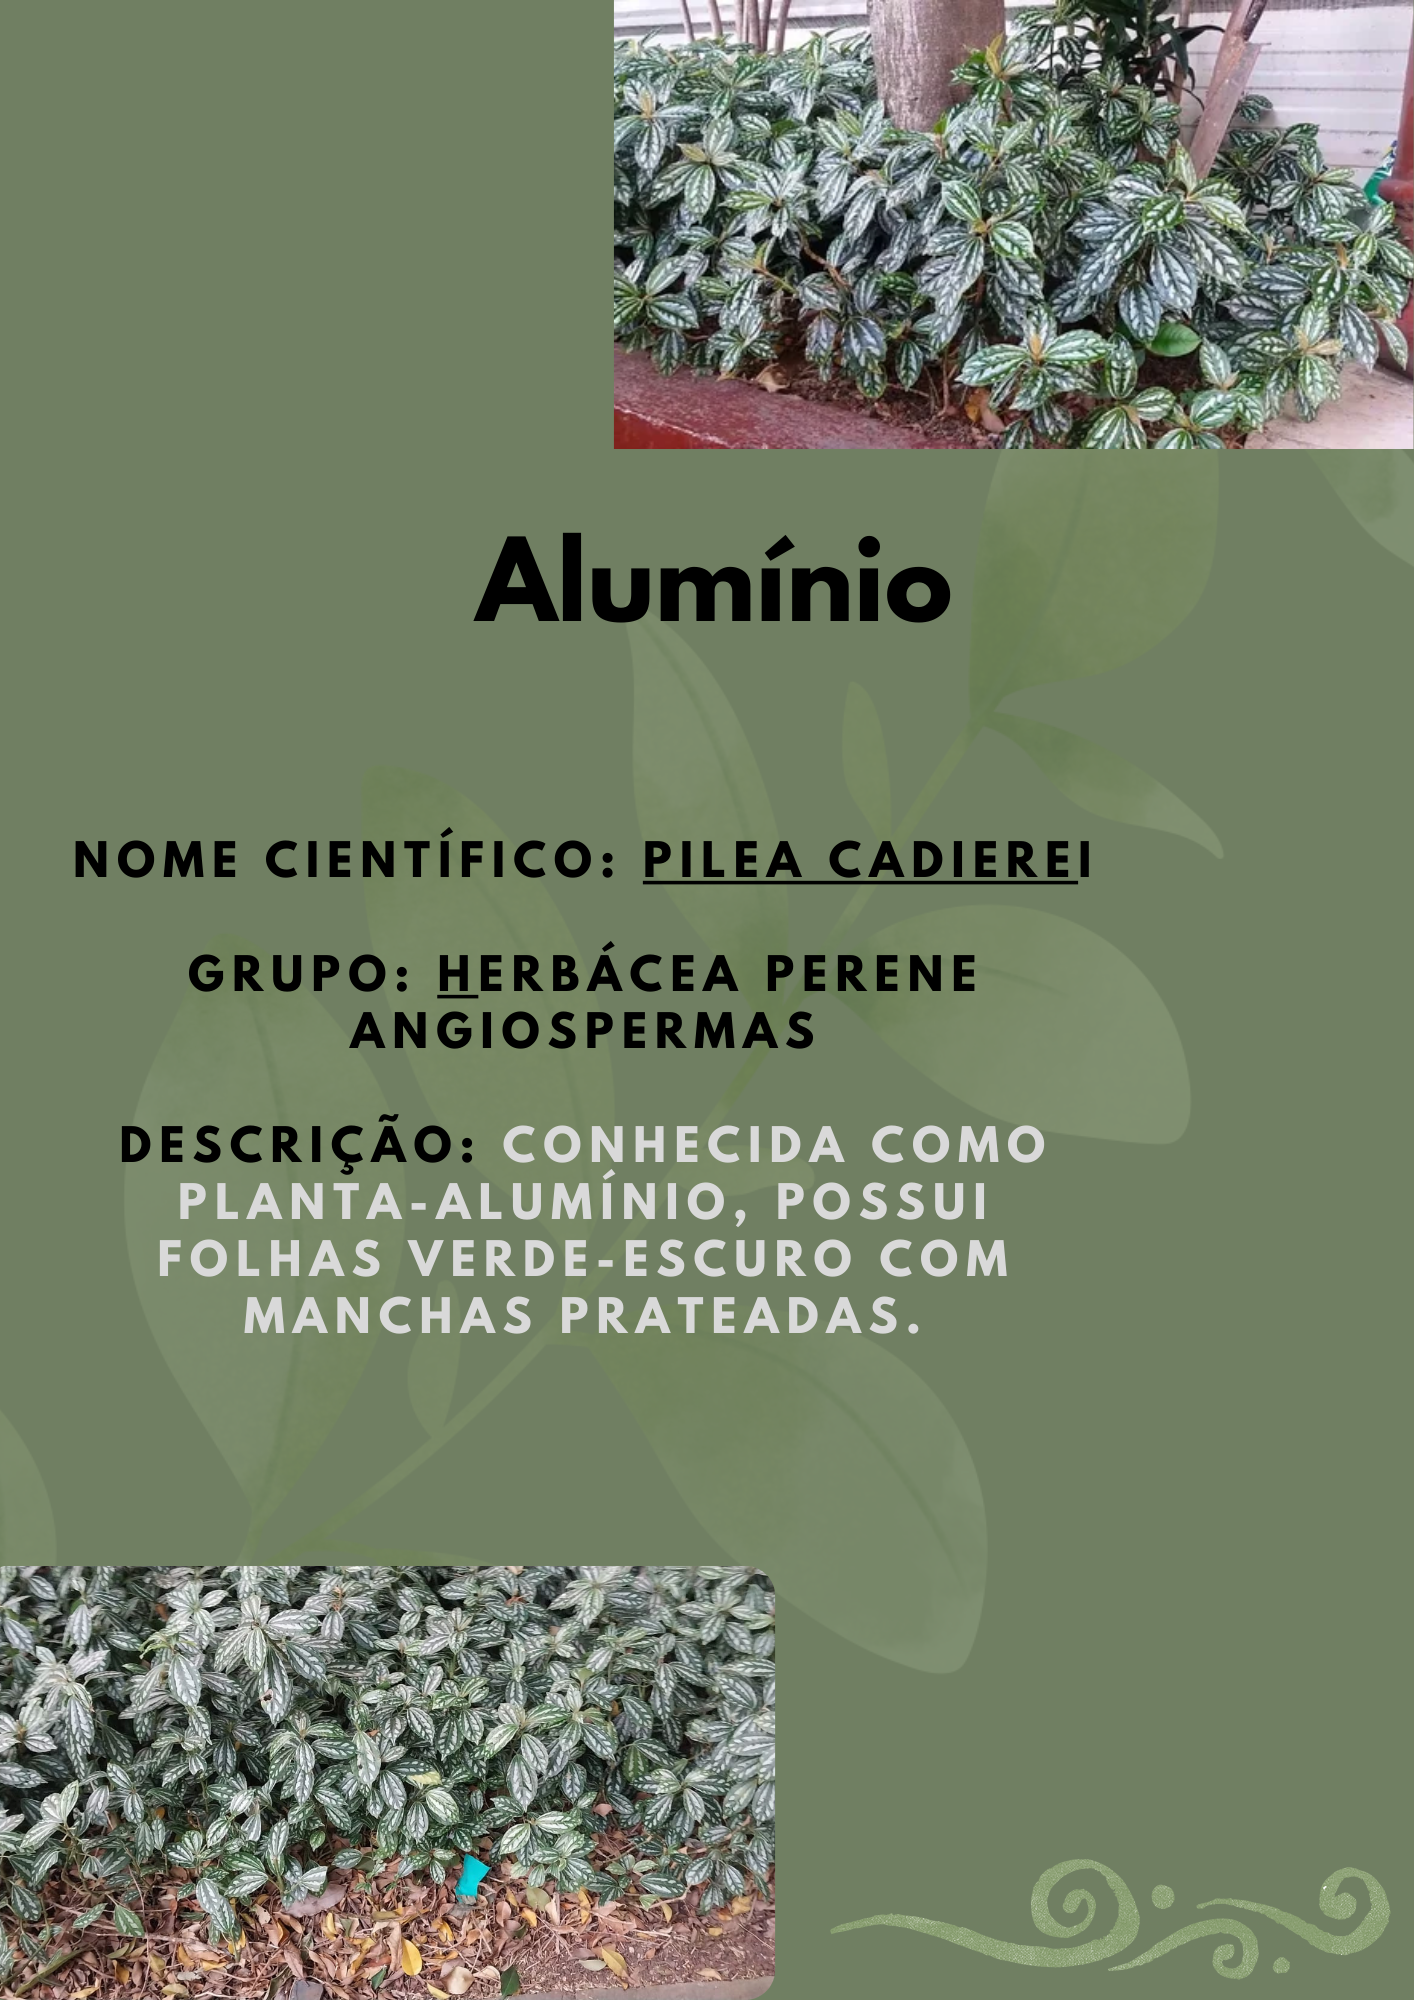 Alumínio
NOME CIENTÍFICO: PILEA CADIEREI
GRUPO: HERBÁCEA PERENE
ANGIOSPERMAS
DESCRIÇÃO: CONHECIDA COMO
PLANTA-ALUMÍNIO, POSSUI
FOLHAS VERDE-ESCURO COM
MANCHAS PRATEADAS.